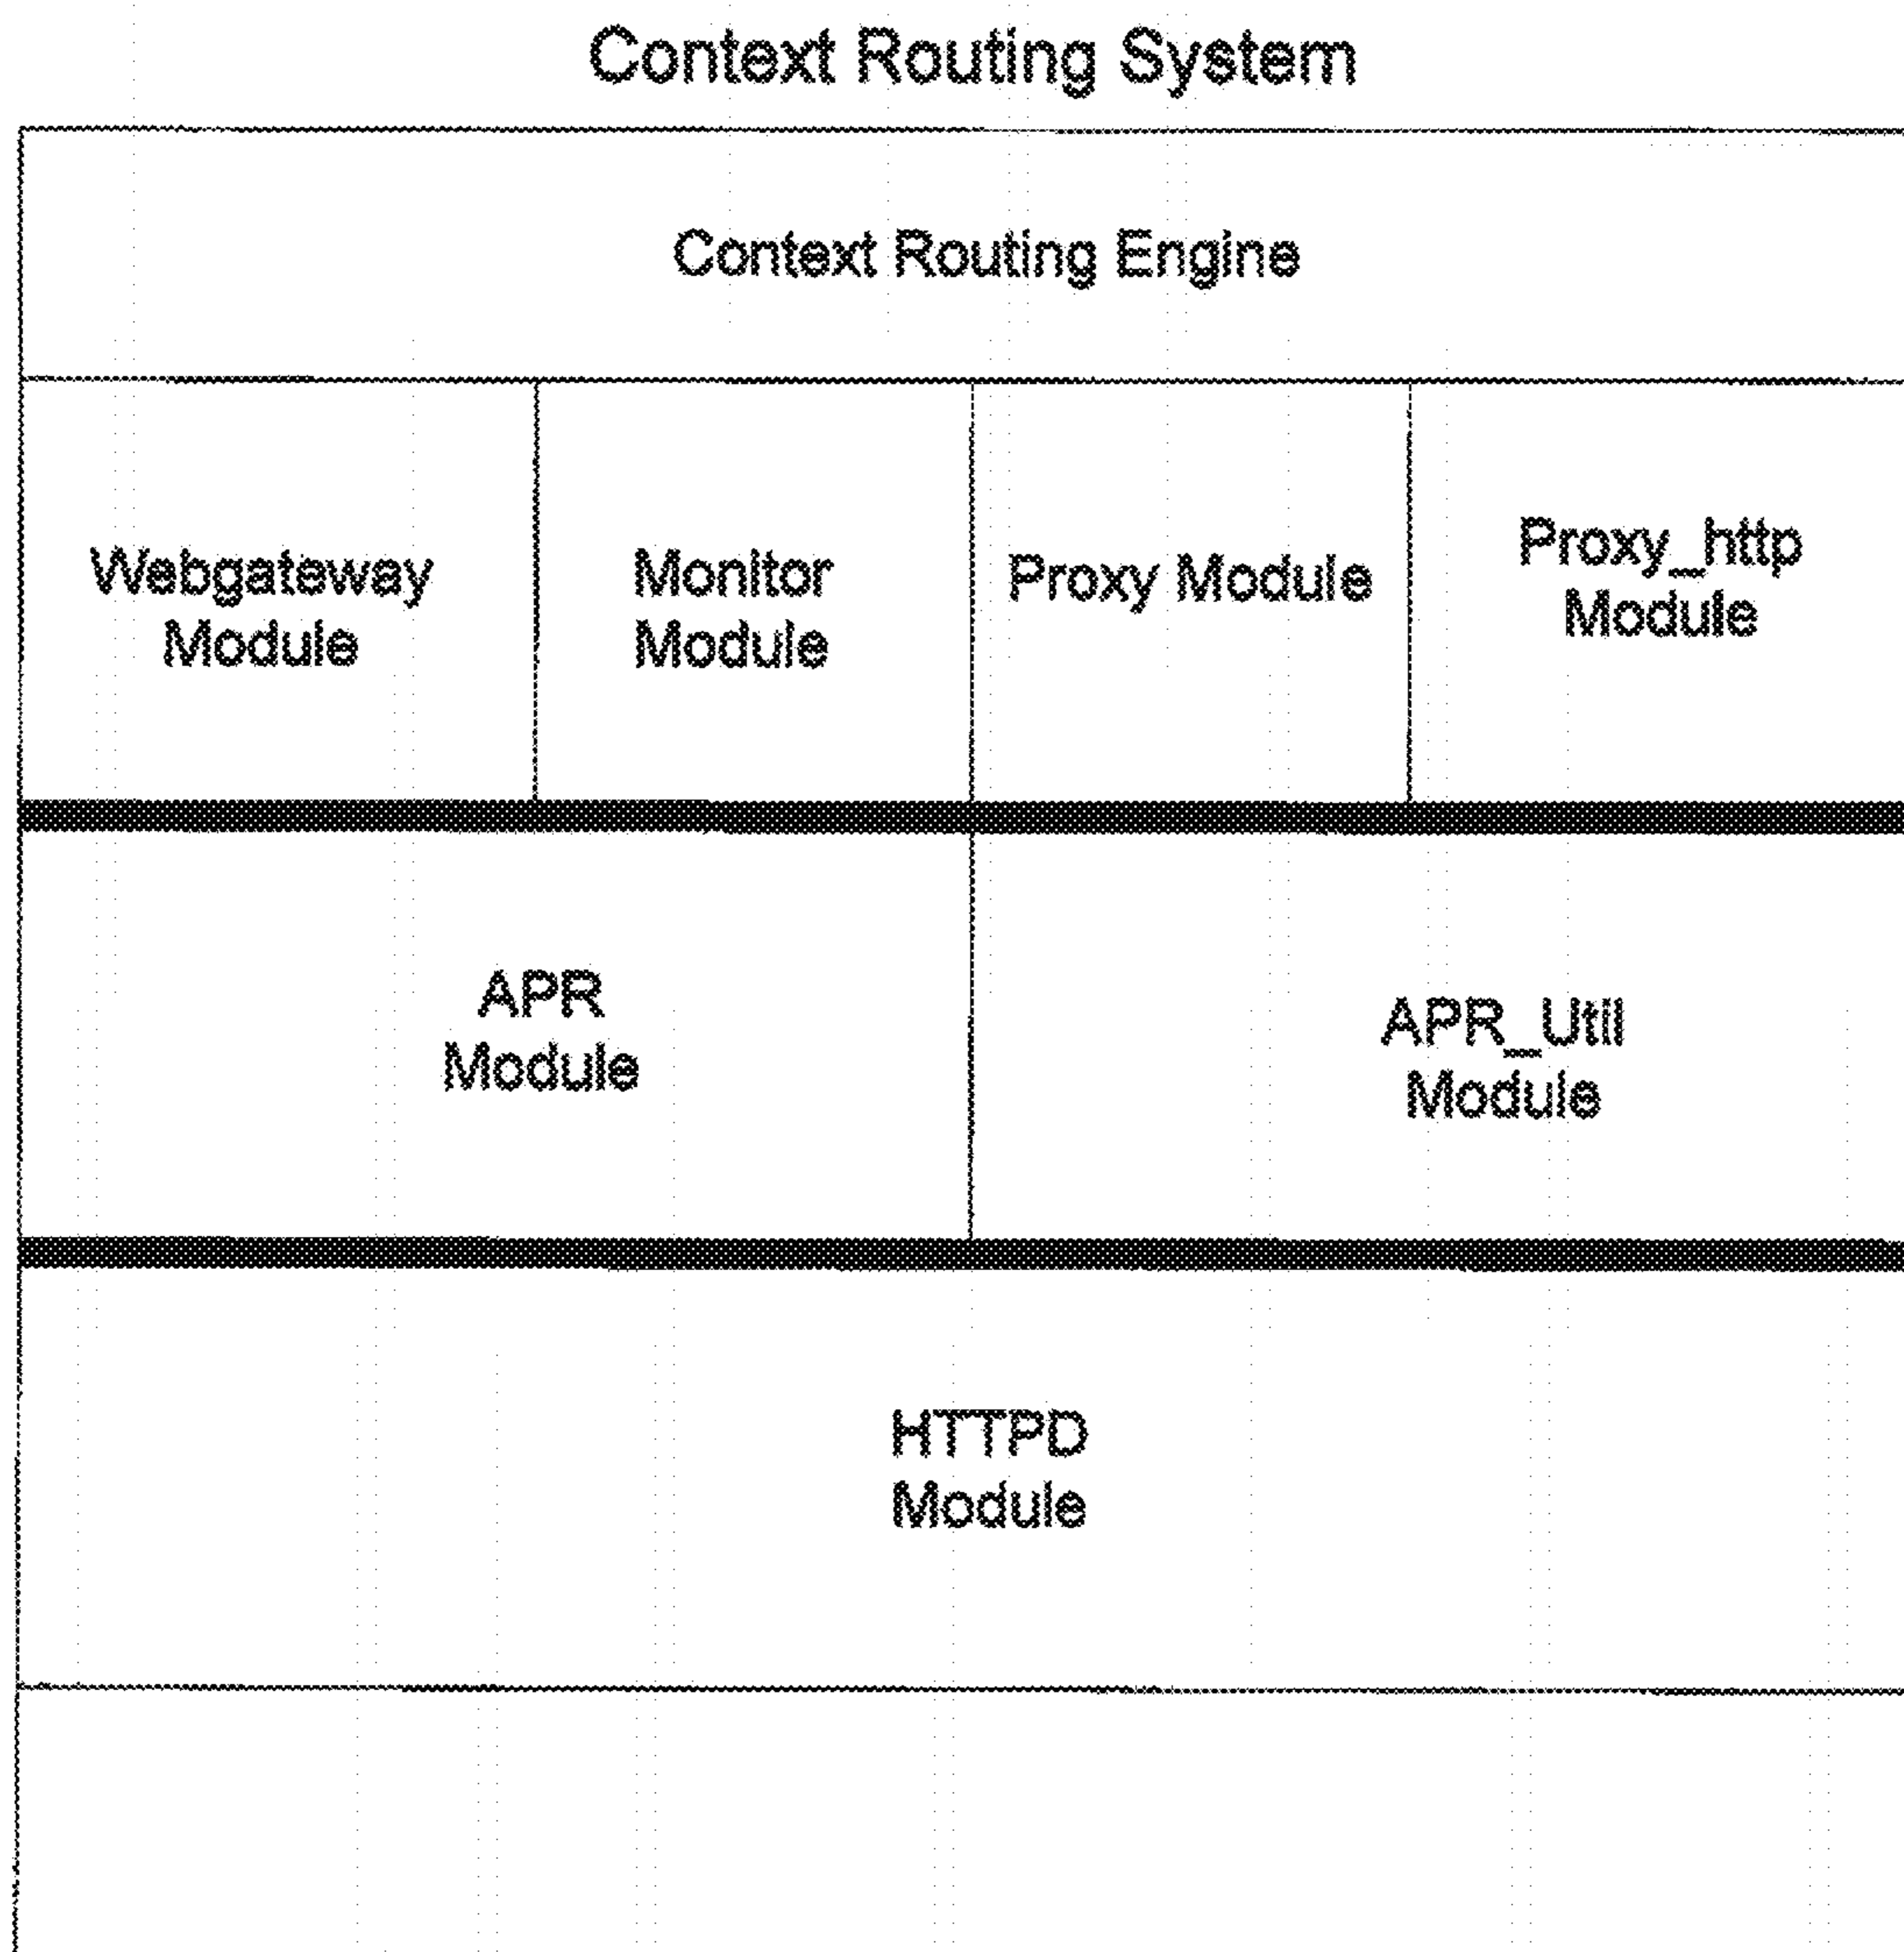 Context Routing System
Context Routing Engine
Webgateway
Module
Monitor
Module
Proxy Module
Proxy_http
Module
APR
Module
APR_Util
Module
HTTPD
Module